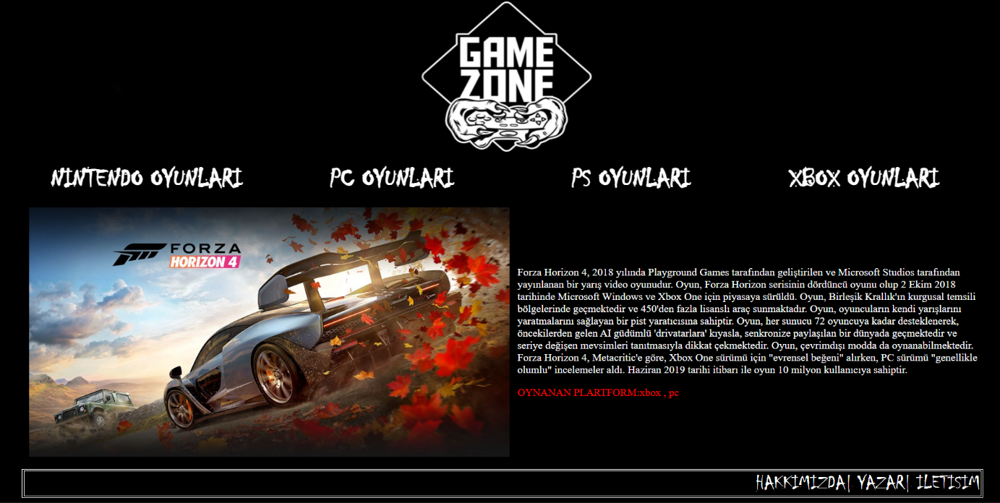 GAME
ZONE
NINTENDO OYUNLARI PC OYUNLARI PS OYUNLARI XBOX OYUNLARI
FORZA
HORIZON 4
Forza Horizon 4, 2018 yılında Playground Games tarafından geliştirilen ve Microsoft Studios tarafından
yayınlanan bir yarış video oyunudur. Oyun, Forza Horizon serisinin dördüncü oyunu olup 2 Ekim 2018
tarihinde Microsoft Windows ve Xbox One için piyasaya sürüldü. Oyun, Birleşik Krallık'ın kurgusal temsili
bölgelerinde geçmektedir ve 450'den fazla lisanslı araç sunmaktadır. Oyun, oyuncuların kendi yarışlarını
yaratmalarını sağlayan bir pist yaratıcısına sahiptir. Oyun, her sunucu 72 oyuncuya kadar desteklenerek,
öncekilerden gelen AI güdümlü 'drivatarlara' kıyasla, senkronize paylaşılan bir dünyada geçmektedir ve
seriye değişen mevsimleri tanıtmasıyla dikkat çekmektedir. Oyun, çevrimdışı modda da oynanabilmektedir.
Forza Horizon 4, Metacritic'e göre, Xbox One sürümü için "evrensel beğeni" alırken, PC sürümü "genellikle
olumlu" incelemeler aldı. Haziran 2019 tarihi itibarı ile oyun 10 milyon kullanıcıya sahiptir.
OYNANAN PLARTFORM:xbox , pc
HAKKIMIZDA| YAZAR| ILETISIM